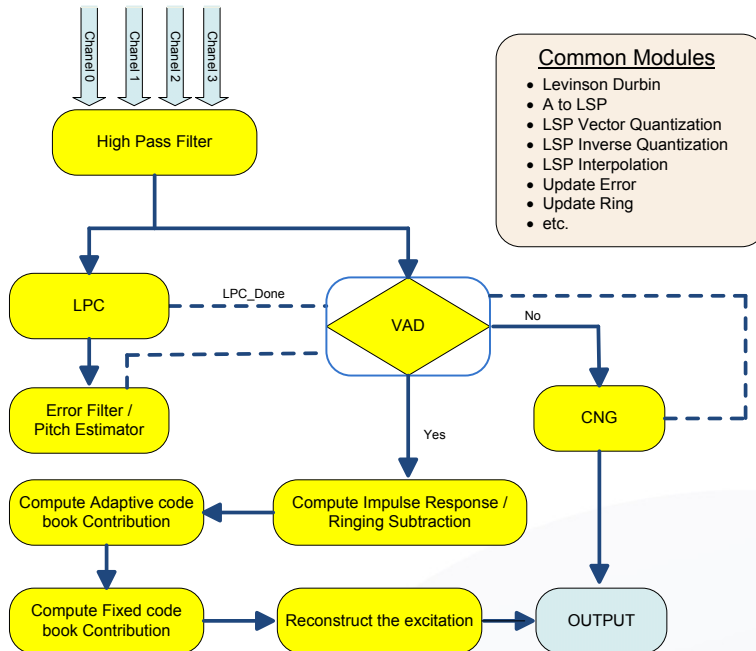 Chanel 0
Chanel 1
Chanel 2
Chanel 3
High Pass Filter
Common Modules
• Levinson Durbin
• A to LSP
• LSP Vector Quantization
• LSP Inverse Quantization
• LSP Interpolation
• Update Error
• Update Ring
• etc.
LPC
LPC_Done
VAD
No
Error Filter /
Pitch Estimator
Yes
CNG
Compute Adaptive code
book Contribution
Compute Impulse Response /
Ringing Subtraction
Compute Fixed code
book Contribution
Reconstruct the excitation
OUTPUT